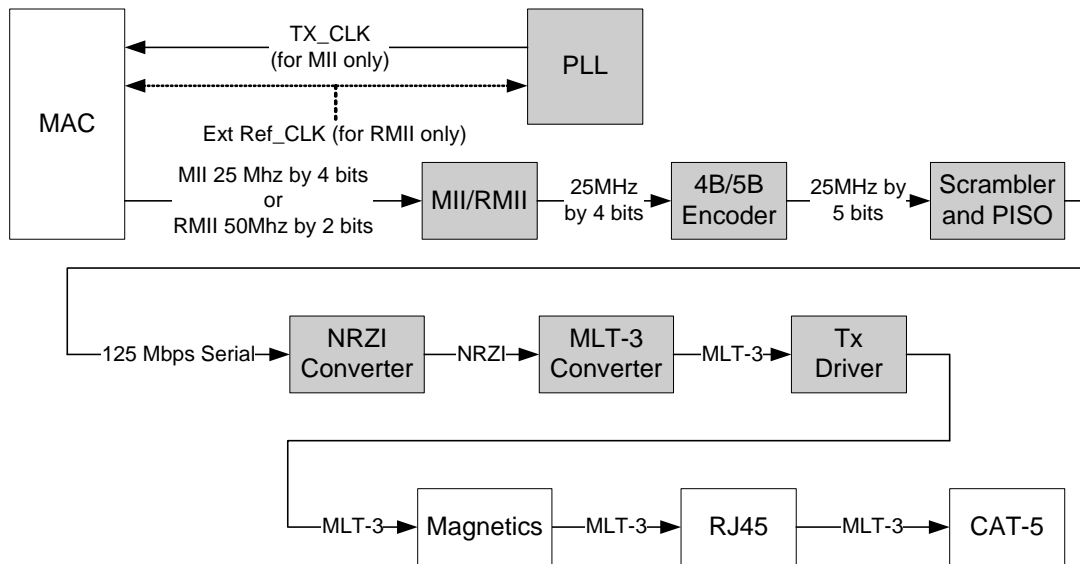 MAC
TX_CLK
(for MII only)
PLL
Ext Ref_CLK (for RMII only)
MII 25 Mhz by 4 bits
or
RMII 50Mhz by 2 bits
MII/RMII
25MHz
by 4 bits
4B/5B
Encoder
25MHz by
5 bits
Scrambler
and PISO
125 Mbps Serial
NRZI
Converter
NRZI
MLT-3
Converter
MLT-3
Tx
Driver
MLT-3
Magnetics
MLT-3
RJ45
MLT-3
CAT-5